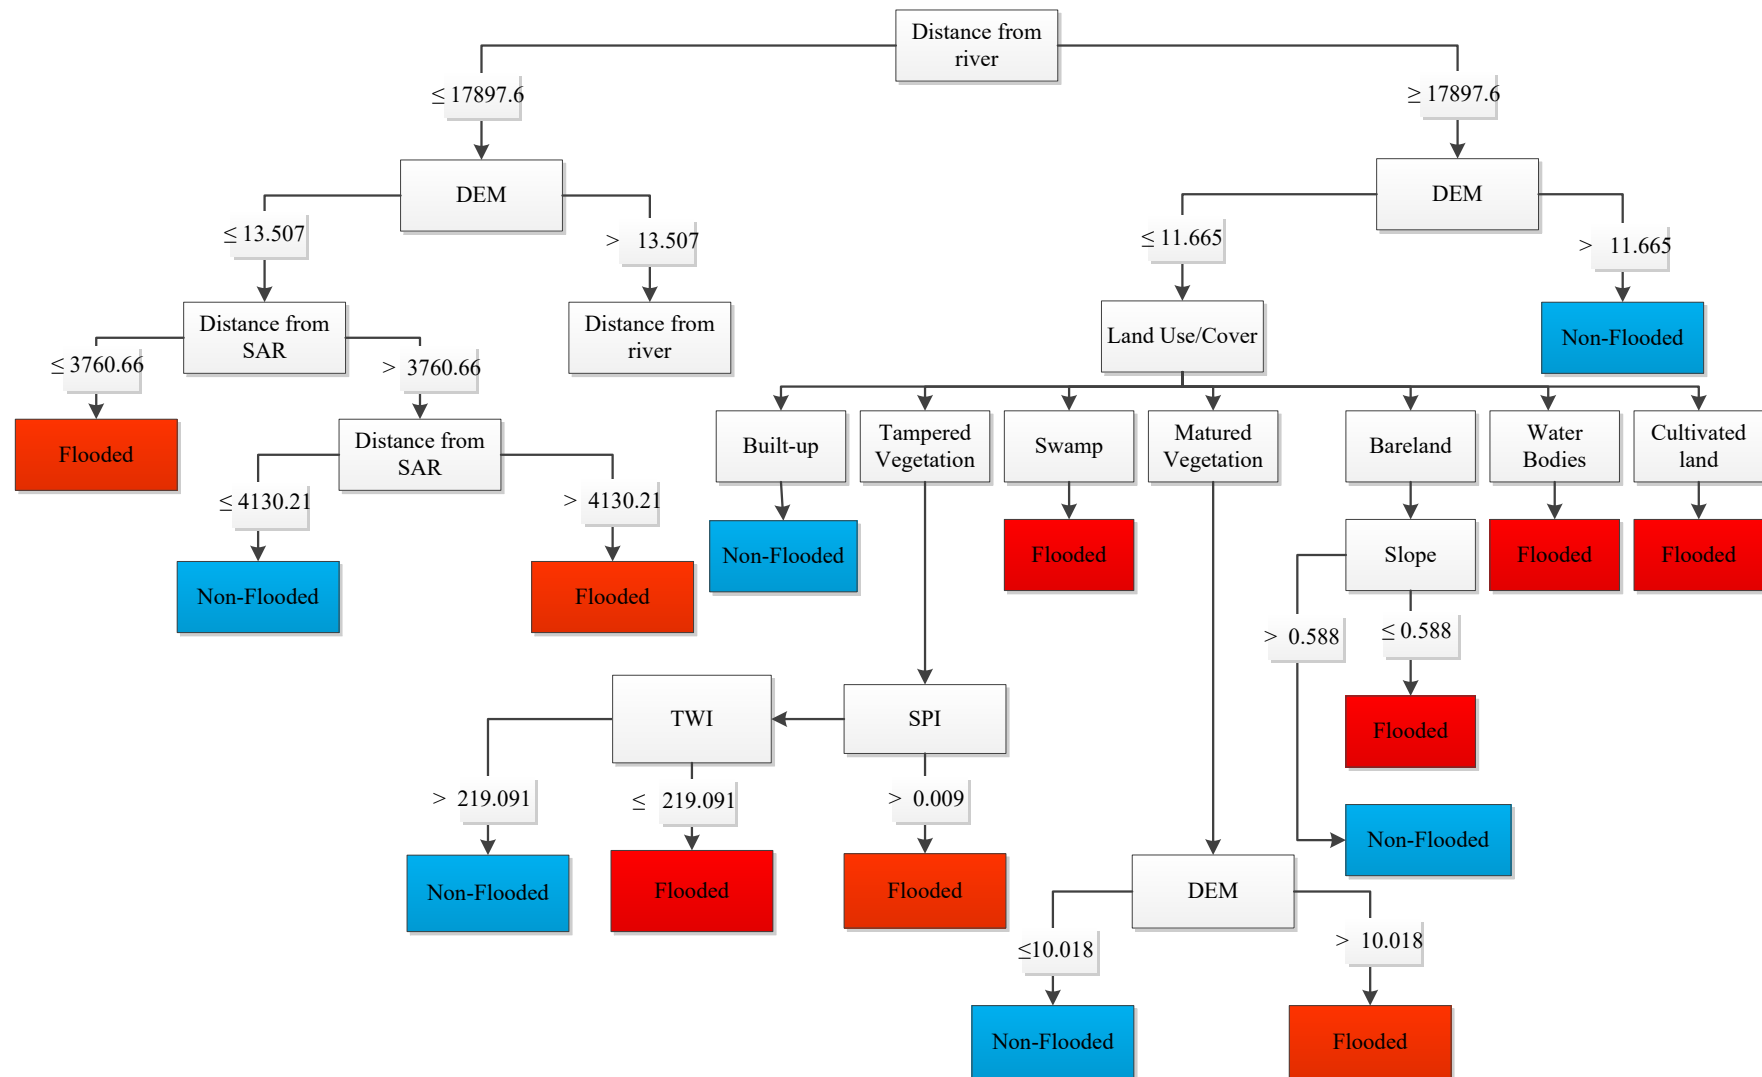 Distance from
river
≤ 17897.6
≥ 17897.6
DEM
DEM
≤ 13.507
> 13.507
≤ 11.665
> 11.665
Distance from
SAR
Distance from
river
Land Use/Cover
Non-Flooded
≤ 3760.66
> 3760.66
Flooded
Distance from
SAR
Built-up
Tampered
Vegetation
Swamp
Matured
Vegetation
Bareland
Water
Bodies
Cultivated
land
≤ 4130.21
> 4130.21
Non-Flooded
Flooded
Non-Flooded
Flooded
Slope
Flooded
Flooded
> 0.588
≤ 0.588
TWI
SPI
Flooded
> 219.091
≤ 219.091
> 0.009
Non-Flooded
Non-Flooded
Flooded
Flooded
DEM
≤10.018
> 10.018
Non-Flooded
Flooded